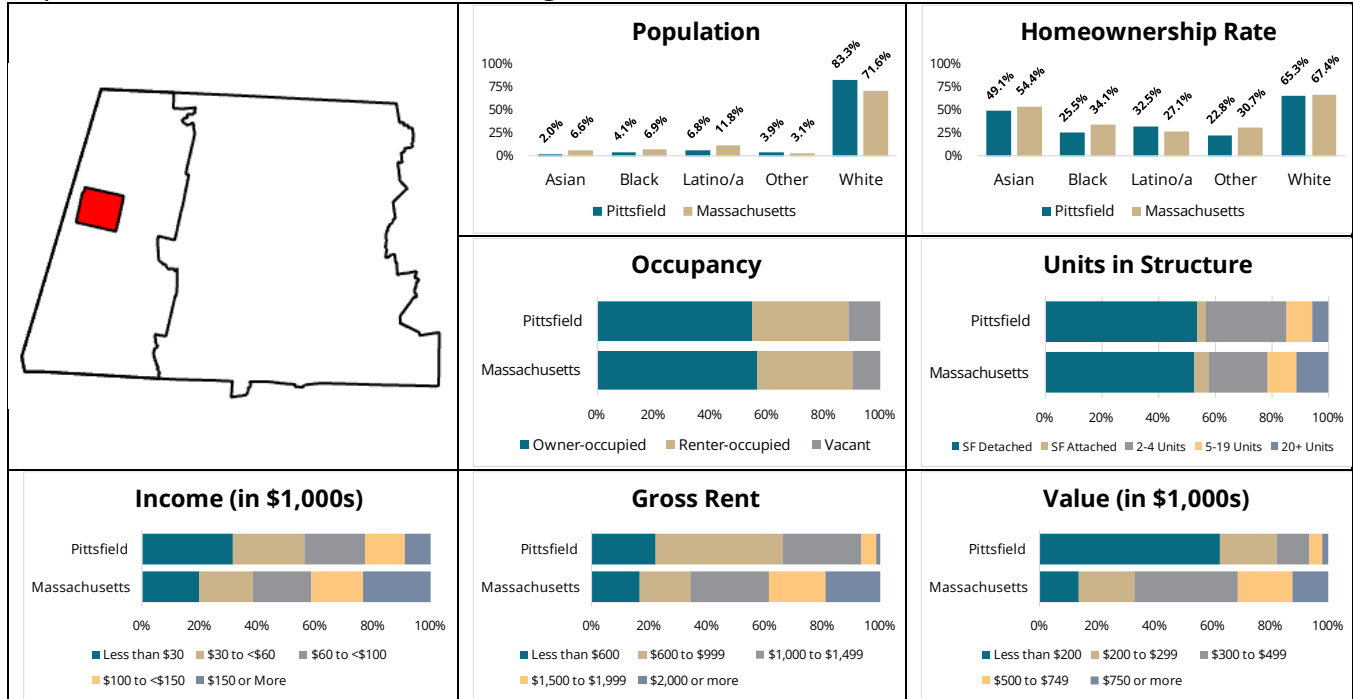 Population
100%
75%
50%
25%
0%
2.0%
6.6%
4.1%
6.9%
6.8%
11.8%
3.9%
3.1%
83.3%
71.6%
Asian Black Latino/a Other White
Pittsfield Massachusetts
Homeownership Rate
100%
75%
50%
25%
0%
49.1%
54.4%
25.5%
34.1%
32.5%
27.1%
22.8%
30.7%
65.3%
67.4%
Asian Black Latino/a Other White
Pittsfield Massachusetts
Occupancy
Pittsfield
Massachusetts
0% 20% 40% 60% 80% 100%
Owner-occupied Renter-occupied Vacant
Units in Structure
Pittsfield
Massachusetts
0% 20% 40% 60% 80% 100%
SF Detached SF Attached 2-4 Units 5-19 Units 20+ Units
Income (in $1,000s)
Pittsfield
Massachusetts
0% 20% 40% 60% 80% 100%
Less than $30 $30 to <$60 $60 to <$100
$100 to <$150 $150 or More
Gross Rent
Pittsfield
Massachusetts
0% 20% 40% 60% 80% 100%
Less than $600 $600 to $999 $1,000 to $1,499
$1,500 to $1,999 $2,000 or more
Value (in $1,000s)
Pittsfield
Massachusetts
0% 20% 40% 60% 80% 100%
Less than $200 $200 to $299 $300 to $499
$500 to $749 $750 or more